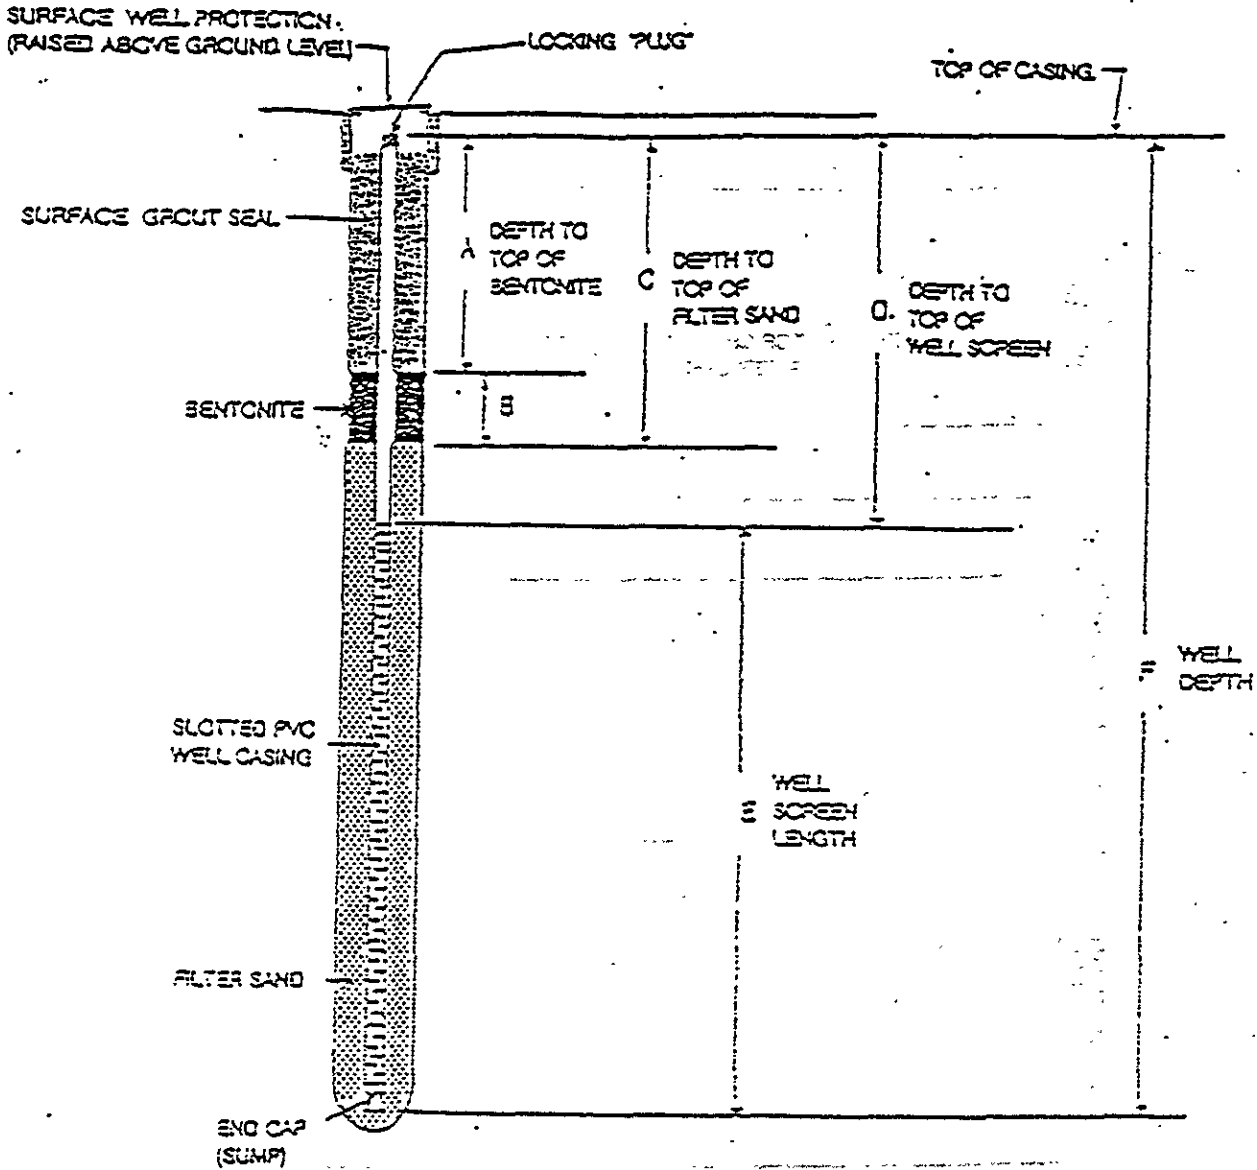 SURFACE WELL PROTECTION.
(RAISED ABOVE GROUND LEVEL)
LOCKING "PLUG"
TOP OF CASING
SURFACE GROUT SEAL
A
DEPTH TO
TOP OF
BENTONITE
C
DEPTH TO
TOP OF
FILTER SAND
D.
DEPTH TO
TOP OF
WELL SCREEN
BENTONITE
B
F
WELL
DEPTH
SLOTTED PVC
WELL CASING
E
WELL
SCREEN
LENGTH
FILTER SAND
END CAP
(SUMP)